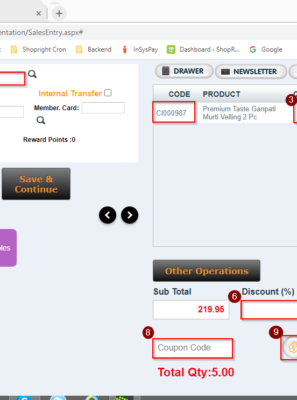 entation/SalesEntry.aspx#
Shopright Cron Backend InSysPay Dashboard - ShopR... Google
DRAWER NEWSLETTER
Internal Transfer
CODE PRODUCT
3
Member. Card:
CI000987 Premium Taste Ganpati
Murti Velling 2 Pc
Reward Points :0
Save &
Continue
les
Other Operations
Sub Total 6 Discount (%)
219.96
8 9
Coupon Code
Total Qty:5.00